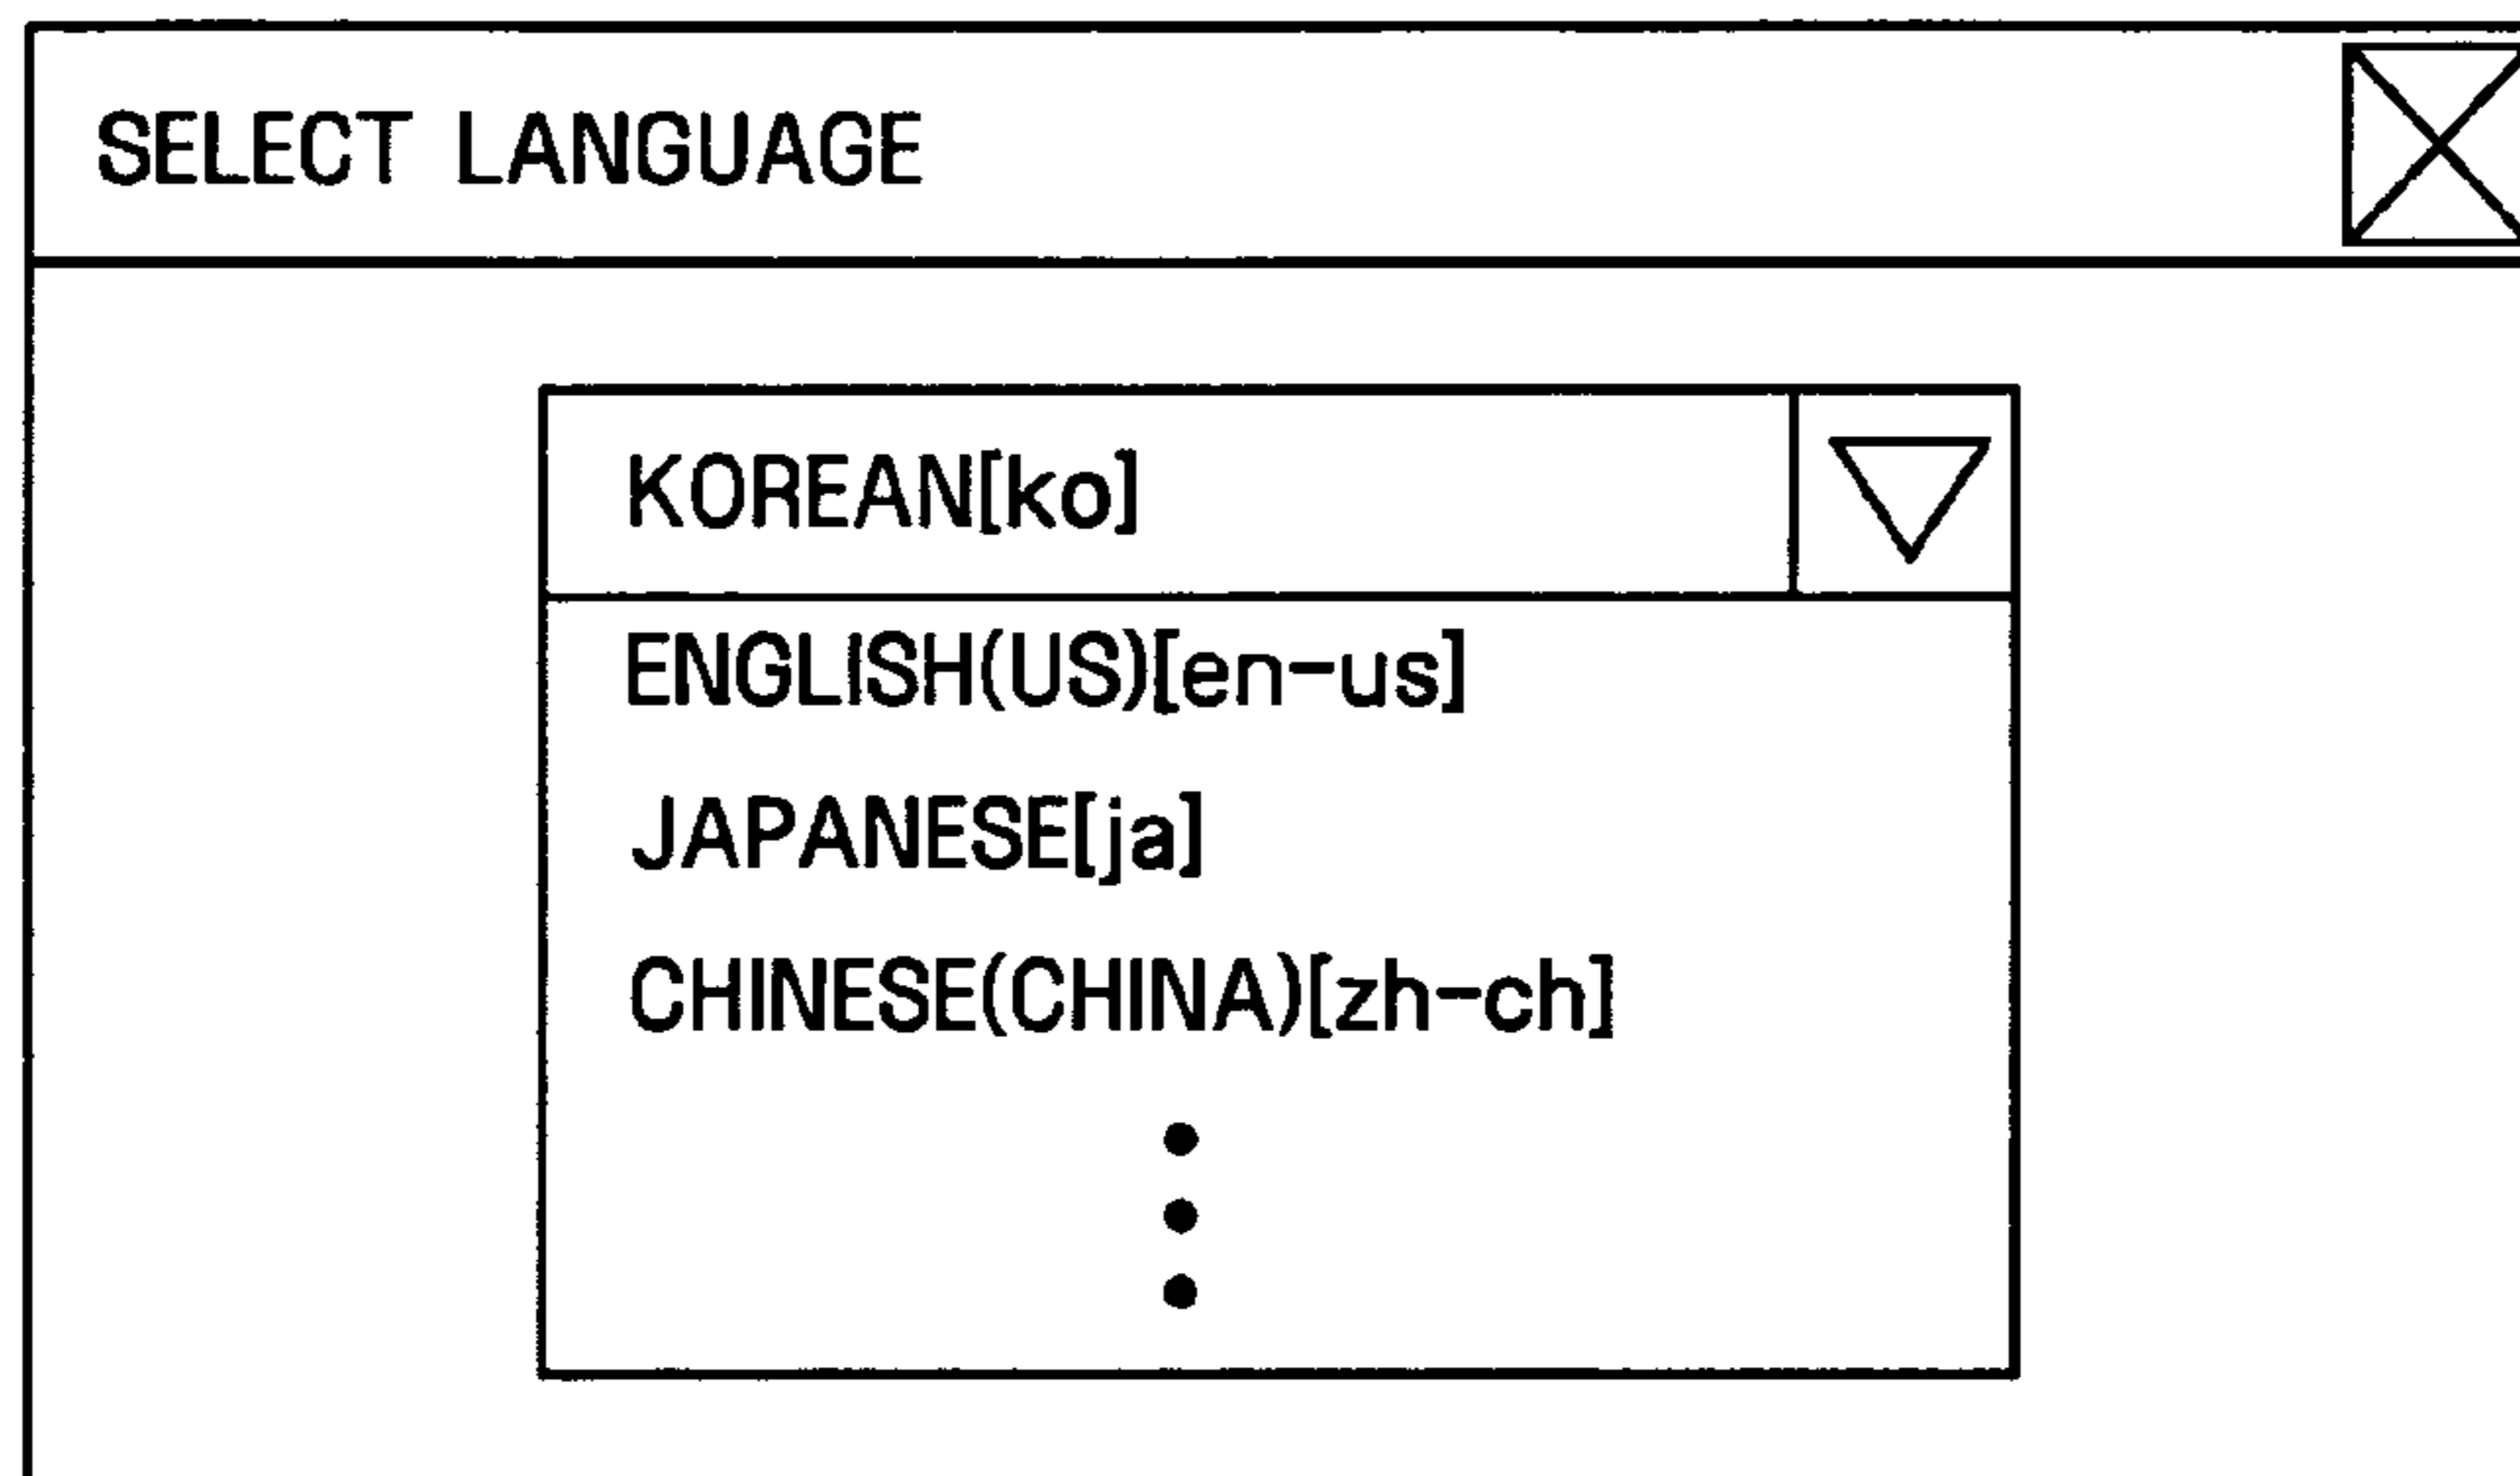 SELECT LANGUAGE
KOREAN[ko]
ENGLISH(US)[en-us]
JAPANESE[ja]
CHINESE(CHINA)[zh-ch]